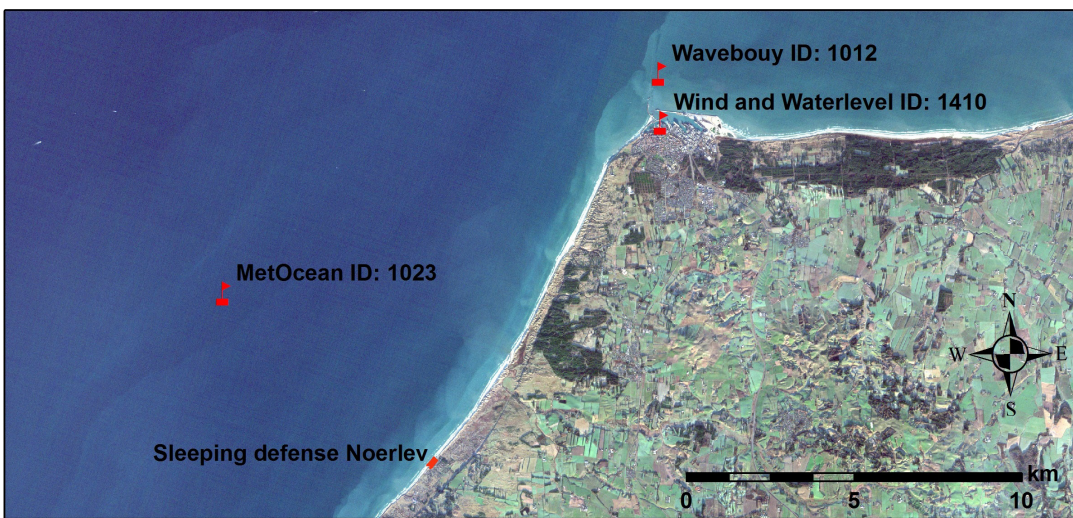 Wavebouy ID: 1012
Wind and Waterlevel ID: 1410
MetOcean ID: 1023
N
W E
S
Sleeping defense Noerlev
km
0 5 10